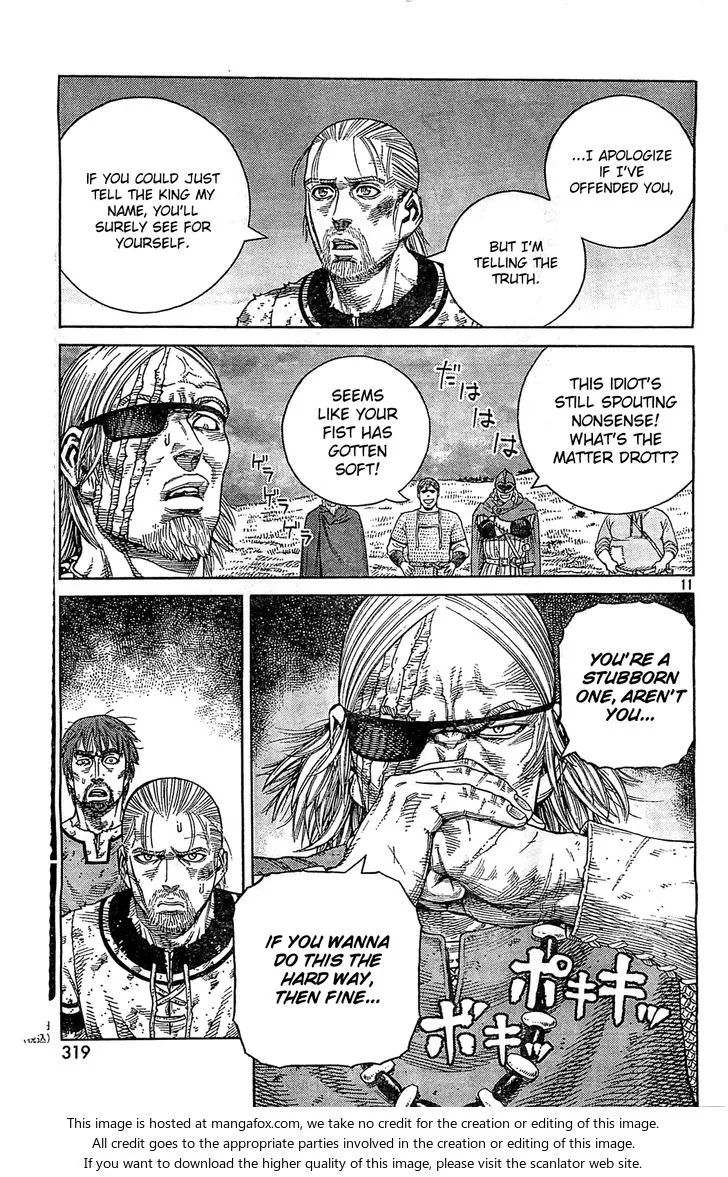 ...I APOLOGIZE
IF I'VE
OFFENDED YOU,
BUT I'M
TELLING THE
TRUTH.
IF YOU COULD JUST
TELL THE KING MY
NAME, YOU'LL
SURELY SEE FOR
YOURSELF.
THIS IDIOT'S
STILL SPOUTING
NONSENSE!
WHAT'S THE
MATTER DROTT?
だははは
SEEMS
LIKE YOUR
FIST HAS
GOTTEN
SOFT!
ゲラゲラ
11
YOU'RE A
STUBBORN
ONE, AREN'T
YOU...
IF YOU WANNA
DO THIS THE
HARD WAY,
THEN FINE...
ポキキッ
ボキッ
319
This image is hosted at mangafox.com, we take no credit for the creation or editing of this image.
All credit goes to the appropriate parties involved in the creation or editing of this image.
If you want to download the higher quality of this image, please visit the scanlator web site.